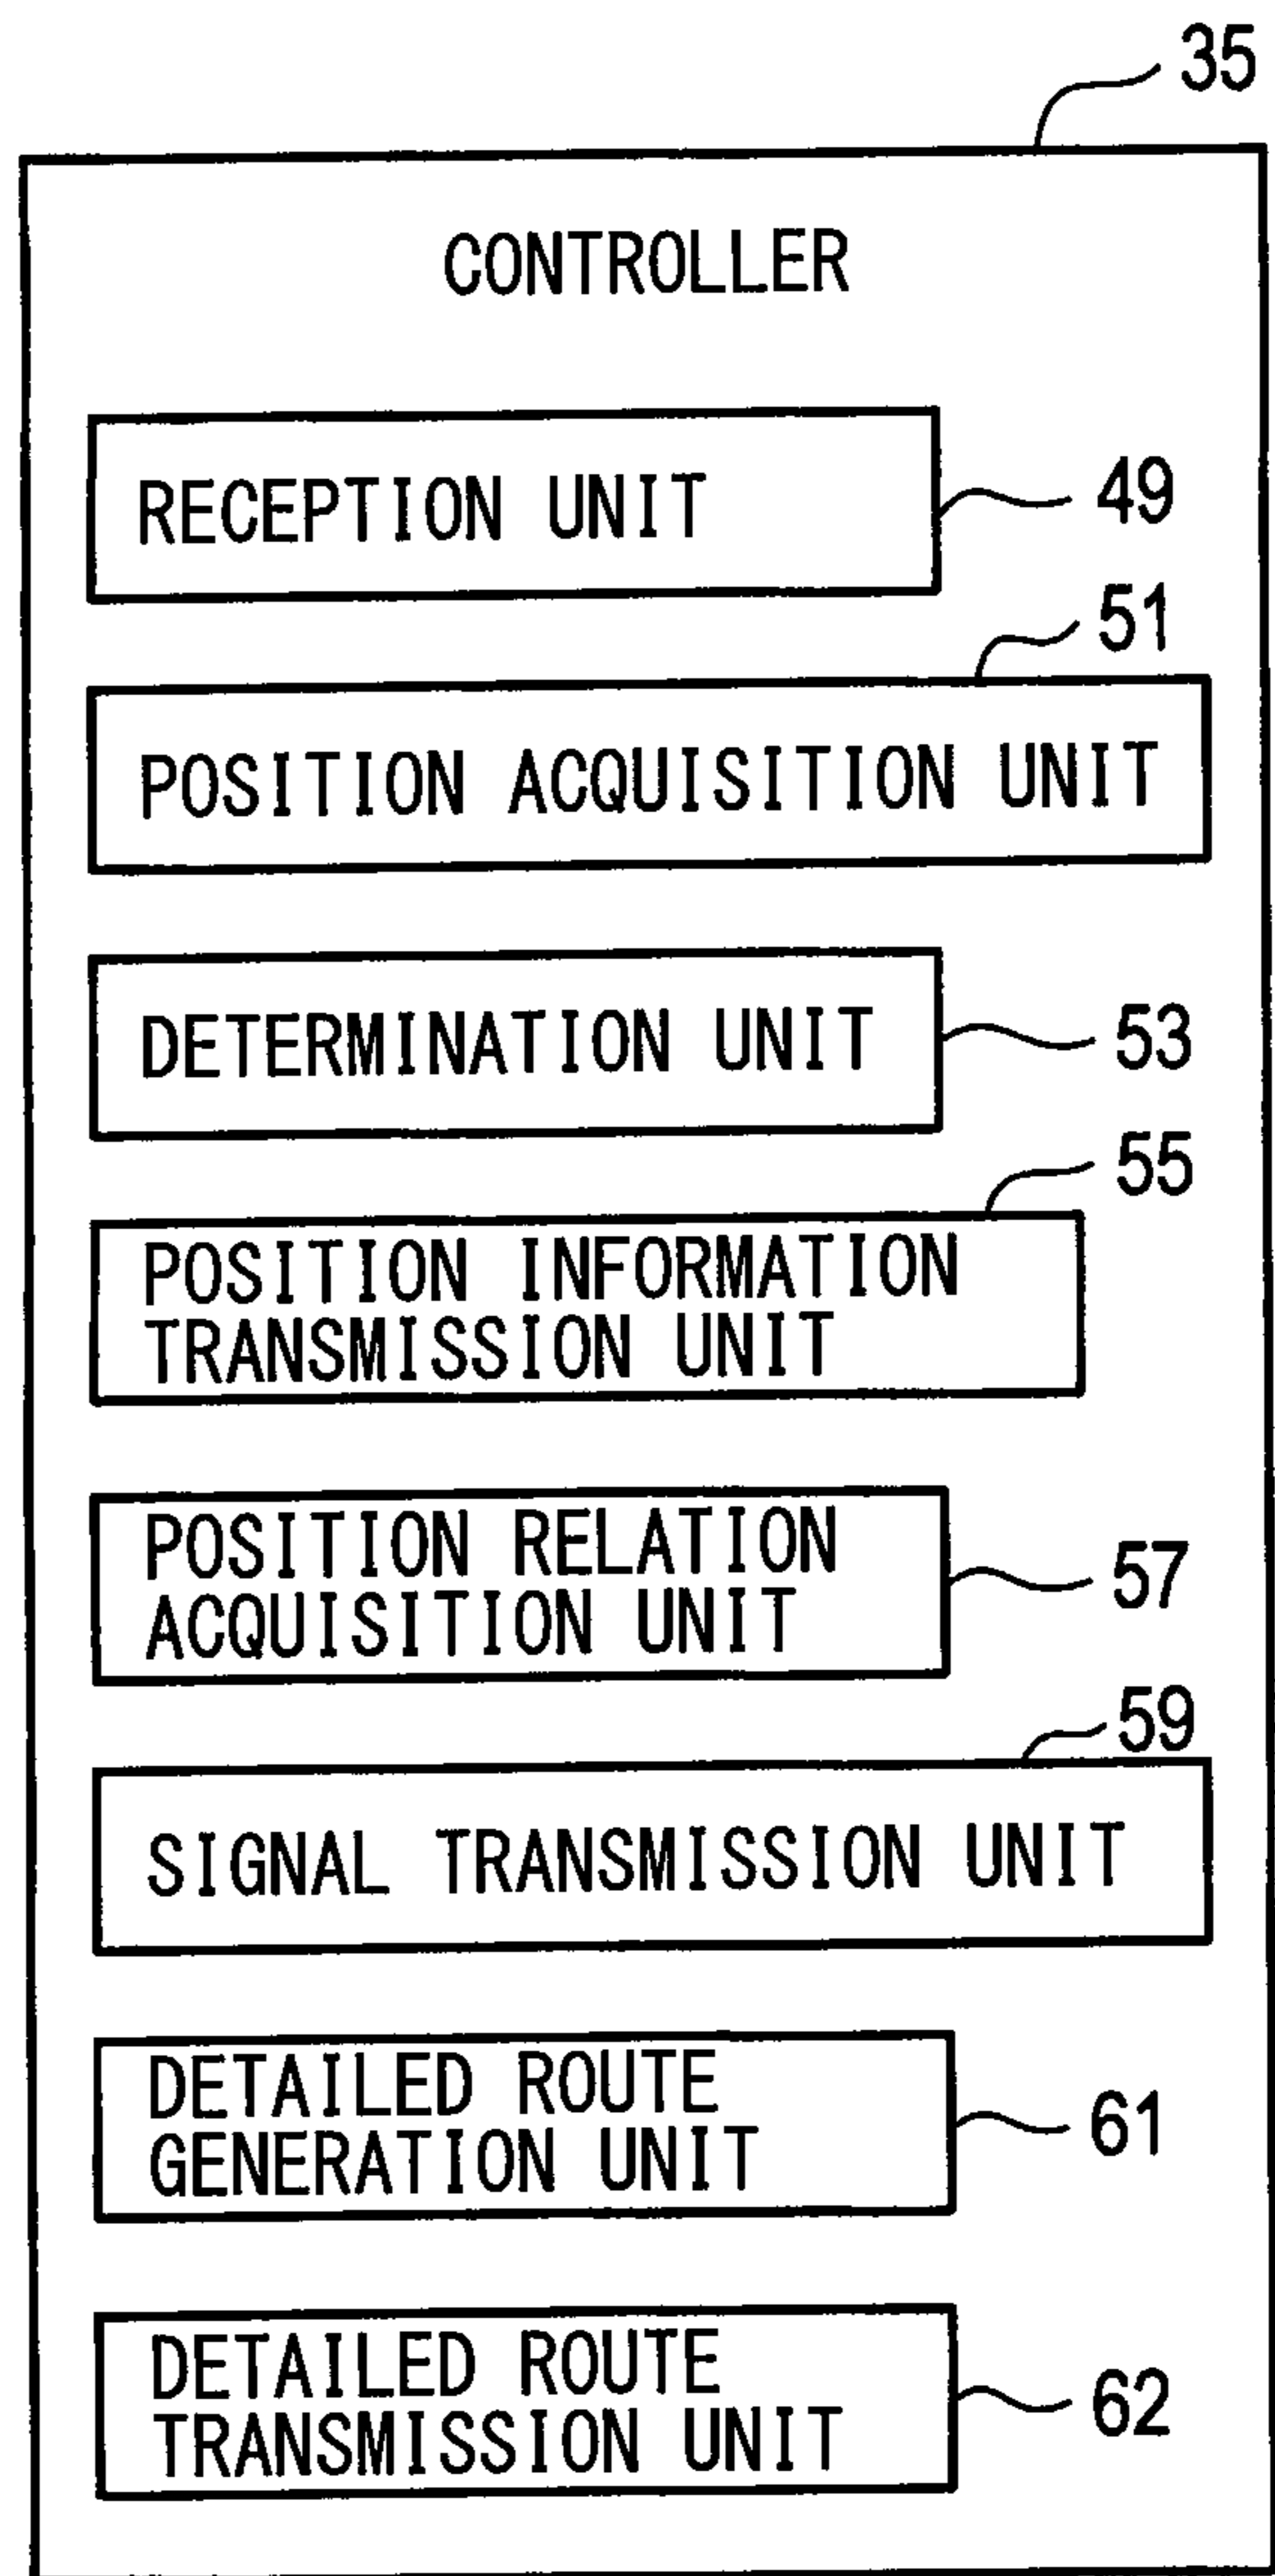 35
CONTROLLER
RECEPTION UNIT
49
51
POSITION ACQUISITION UNIT
DETERMINATION UNIT
53
55
POSITION INFORMATION
TRANSMISSION UNIT
POSITION RELATION
ACQUISITION UNIT
57
59
SIGNAL TRANSMISSION UNIT
DETAILED ROUTE
GENERATION UNIT
61
DETAILED ROUTE
TRANSMISSION UNIT
62